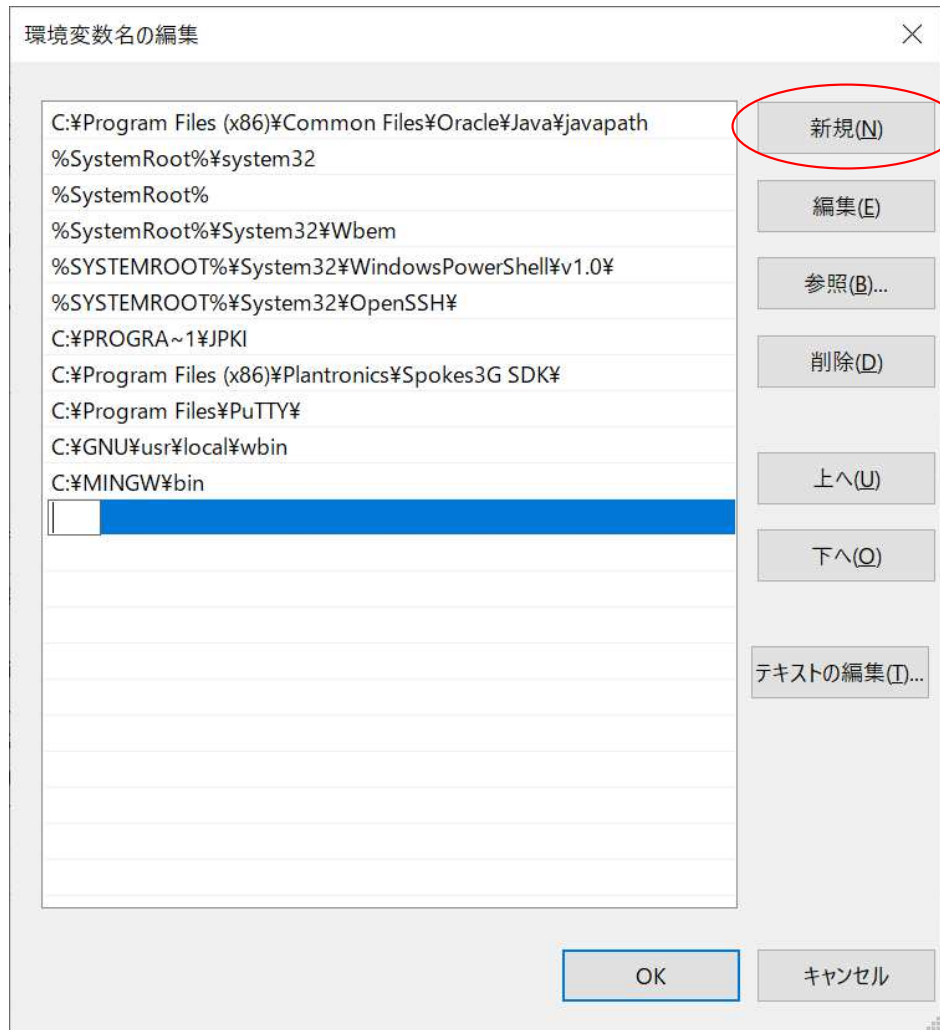 環境変数名の編集
C:¥Program Files (x86)¥Common Files¥Oracle¥Java¥javapath
%SystemRoot%¥system32
%SystemRoot%
%SystemRoot%¥System32¥Wbem
%SYSTEMROOT%¥System32¥WindowsPowerShell¥v1.0¥
%SYSTEMROOT%¥System32¥OpenSSH¥
C:¥PROGRA~1¥JPKI
C:¥Program Files (x86)¥Plantronics¥Spokes3G SDK¥
C:¥Program Files¥PuTTY¥
C:¥GNU¥usr¥local¥wbin
C:¥MINGW¥bin
新規(N)
編集(E)
参照(B)...
削除(D)
上へ(U)
下へ(O)
テキストの編集(T)...
OK
キャンセル